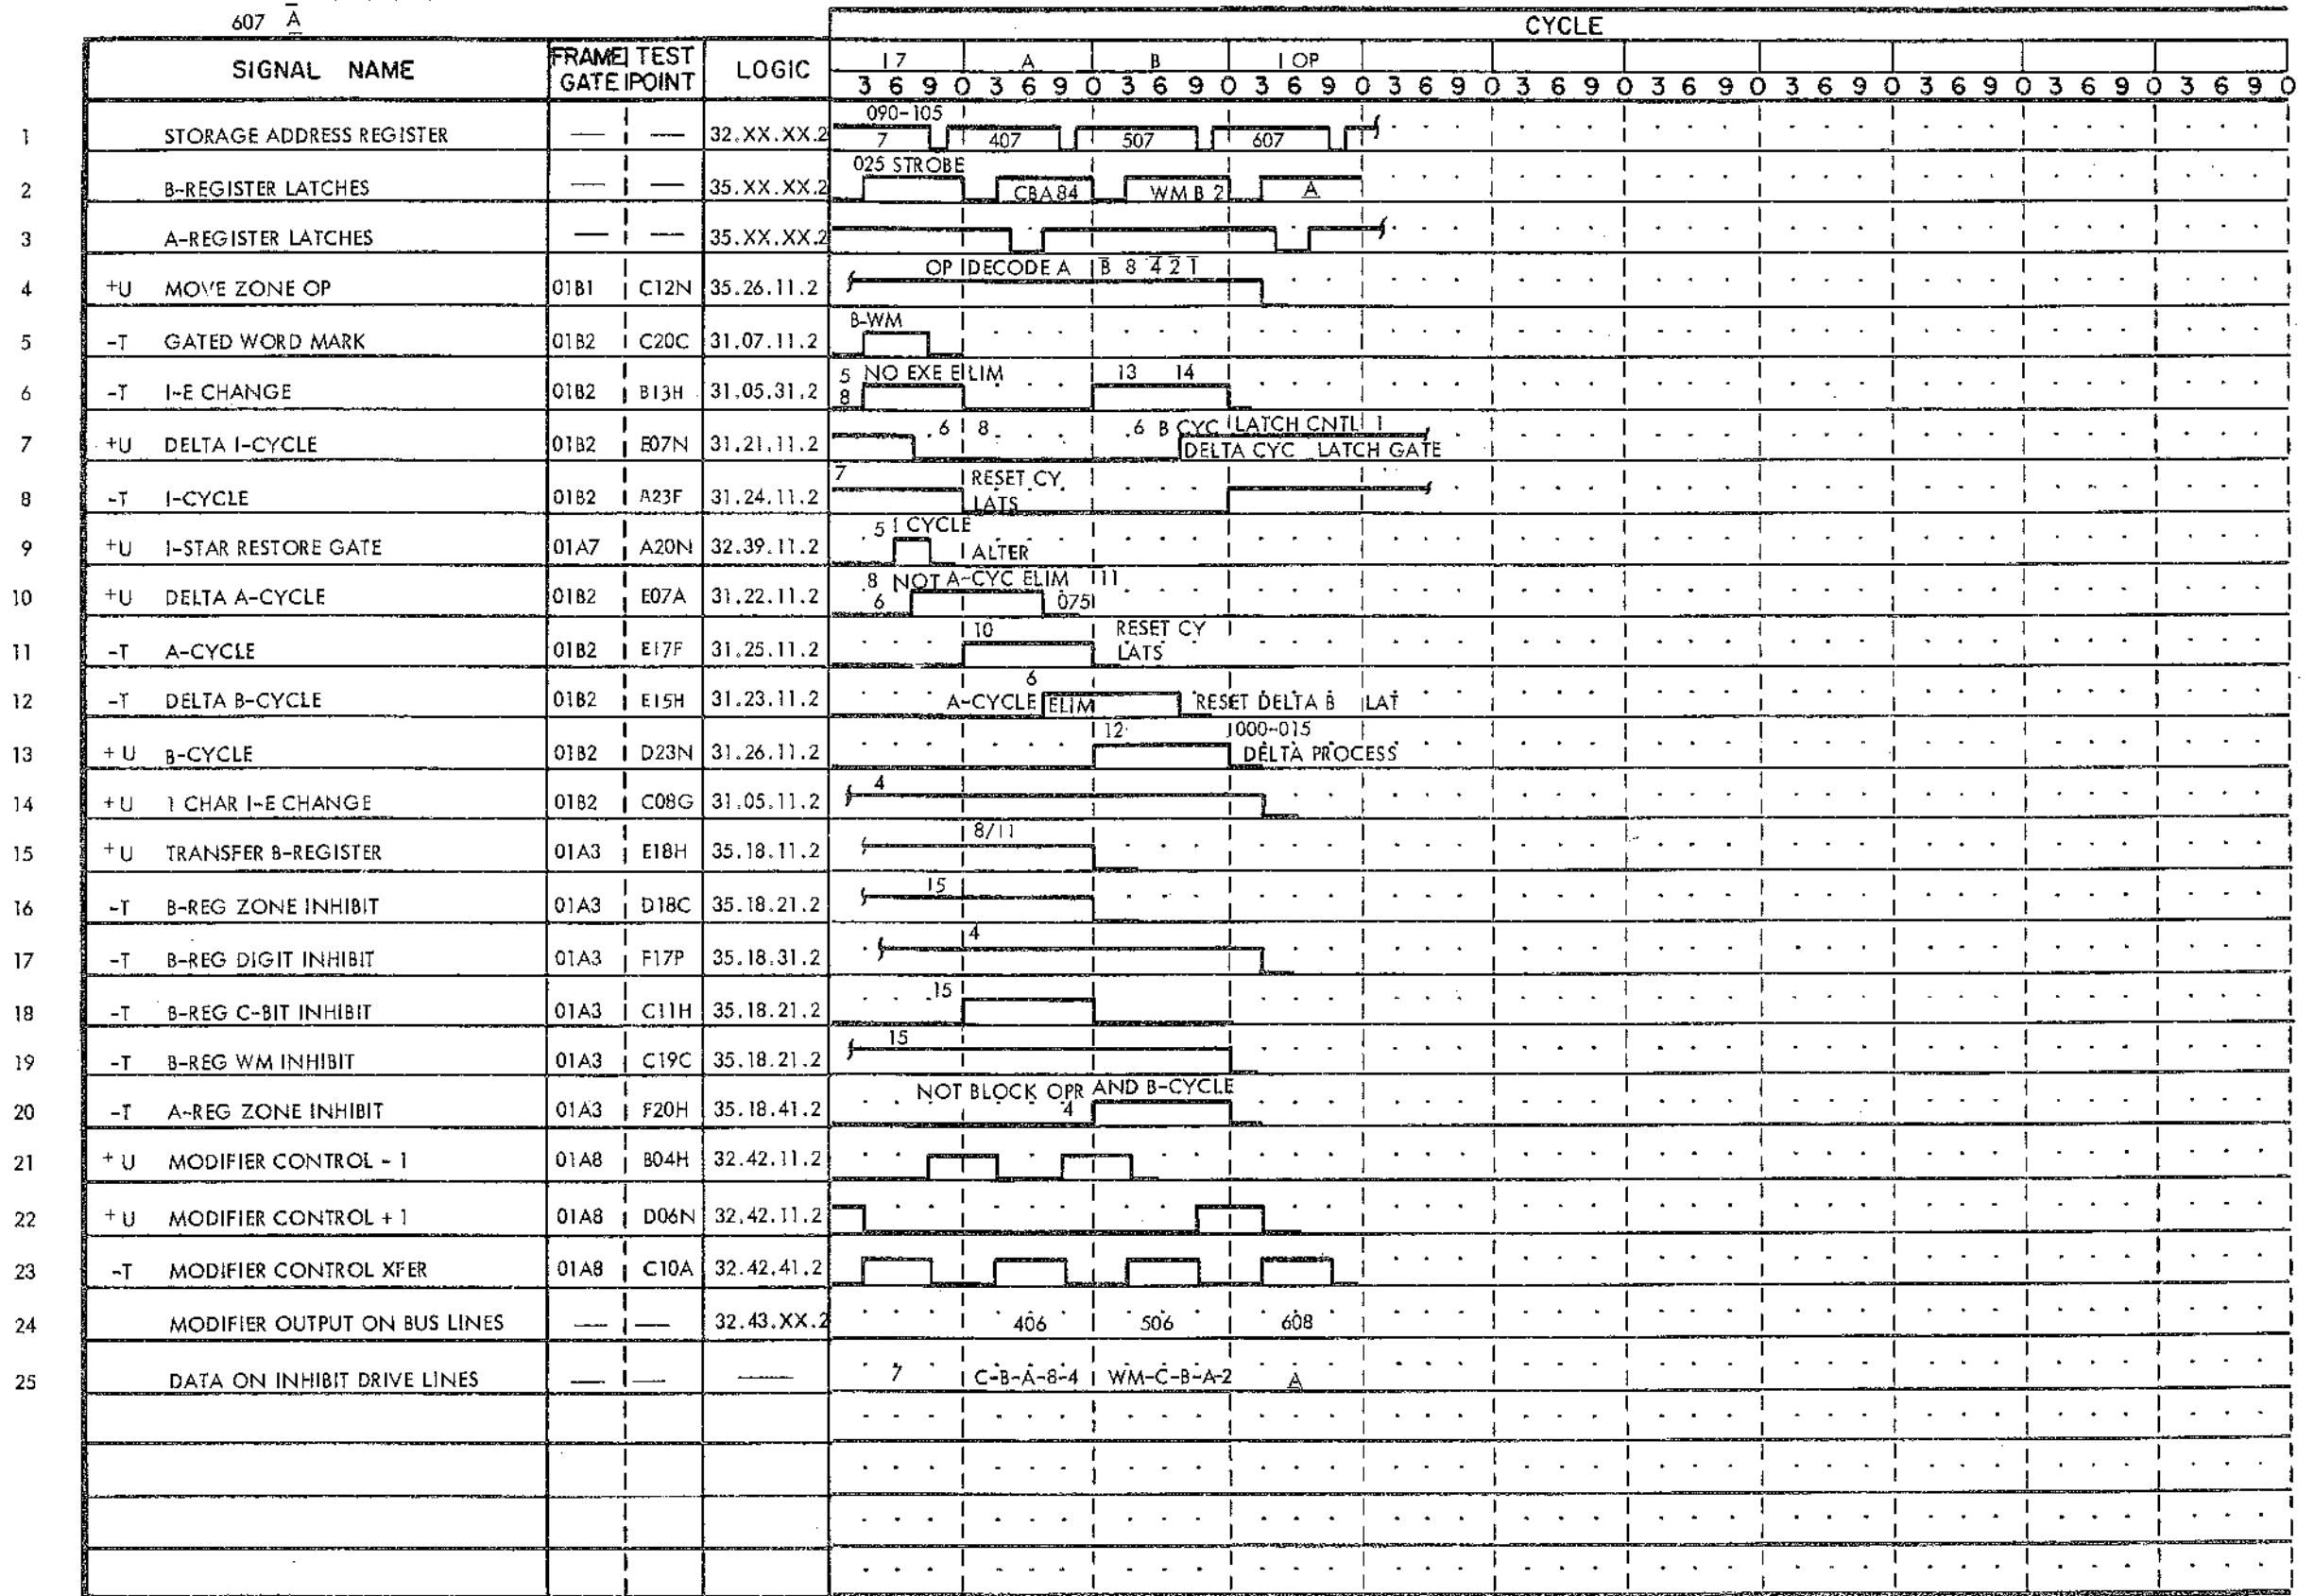 607 A
CYCLE
SIGNAL NAME FRAME GATE TEST POINT LOGIC I 7 A B I OP
3 6 9 0 3 6 9 0 3 6 9 0 3 6 9 0 3 6 9 0 3 6 9 0 3 6 9 0 3 6 9 0 3 6 9 0 3 6 9 0 3 6 9 0
090-105
1 STORAGE ADDRESS REGISTER — — 32.XX.XX.2 7 407 507 607
025 STROBE
2 B-REGISTER LATCHES — — 35.XX.XX.2 CBA84 WM B 2 A
3 A-REGISTER LATCHES — — 35.XX.XX.2
OP DECODE A B̅ 8 4̅ 2̅ 1̅
4 +U MOVE ZONE OP 01B1 C12N 35.26.11.2
B-WM
5 -T GATED WORD MARK 01B2 C20C 31.07.11.2
5 NO EXE ELIM 13 14
6 -T I-E CHANGE 01B2 B13H 31.05.31.2 8
6 8 6 B CYC LATCH CNTL 1
7 +U DELTA I-CYCLE 01B2 E07N 31.21.11.2 DELTA CYC LATCH GATE
7 RESET CY
8 -T I-CYCLE 01B2 A23F 31.24.11.2 LATS
5 I CYCLE
9 +U I-STAR RESTORE GATE 01A7 A20N 32.39.11.2 ALTER
8 NOT A-CYC ELIM 11
10 +U DELTA A-CYCLE 01B2 E07A 31.22.11.2 6 075
10 RESET CY
11 -T A-CYCLE 01B2 E17F 31.25.11.2 LATS
6
12 -T DELTA B-CYCLE 01B2 E15H 31.23.11.2 A-CYCLE ELIM RESET DELTA B LAT
12 000-015
13 +U B-CYCLE 01B2 D23N 31.26.11.2 DELTA PROCESS
4
14 +U 1 CHAR I-E CHANGE 01B2 C08G 31.05.11.2
8/11
15 +U TRANSFER B-REGISTER 01A3 E18H 35.18.11.2
15
16 -T B-REG ZONE INHIBIT 01A3 D18C 35.18.21.2
4
17 -T B-REG DIGIT INHIBIT 01A3 F17P 35.18.31.2
15
18 -T B-REG C-BIT INHIBIT 01A3 C11H 35.18.21.2
15
19 -T B-REG WM INHIBIT 01A3 C19C 35.18.21.2
NOT BLOCK OPR AND B-CYCLE
20 -T A-REG ZONE INHIBIT 01A3 F20H 35.18.41.2 4
21 +U MODIFIER CONTROL - 1 01A8 B04H 32.42.11.2
22 +U MODIFIER CONTROL + 1 01A8 D06N 32.42.11.2
23 -T MODIFIER CONTROL XFER 01A8 C10A 32.42.41.2
24 MODIFIER OUTPUT ON BUS LINES — — 32.43.XX.2 406 506 608
25 DATA ON INHIBIT DRIVE LINES — — — 7 C-B-A-8-4 WM-C-B-A-2 A